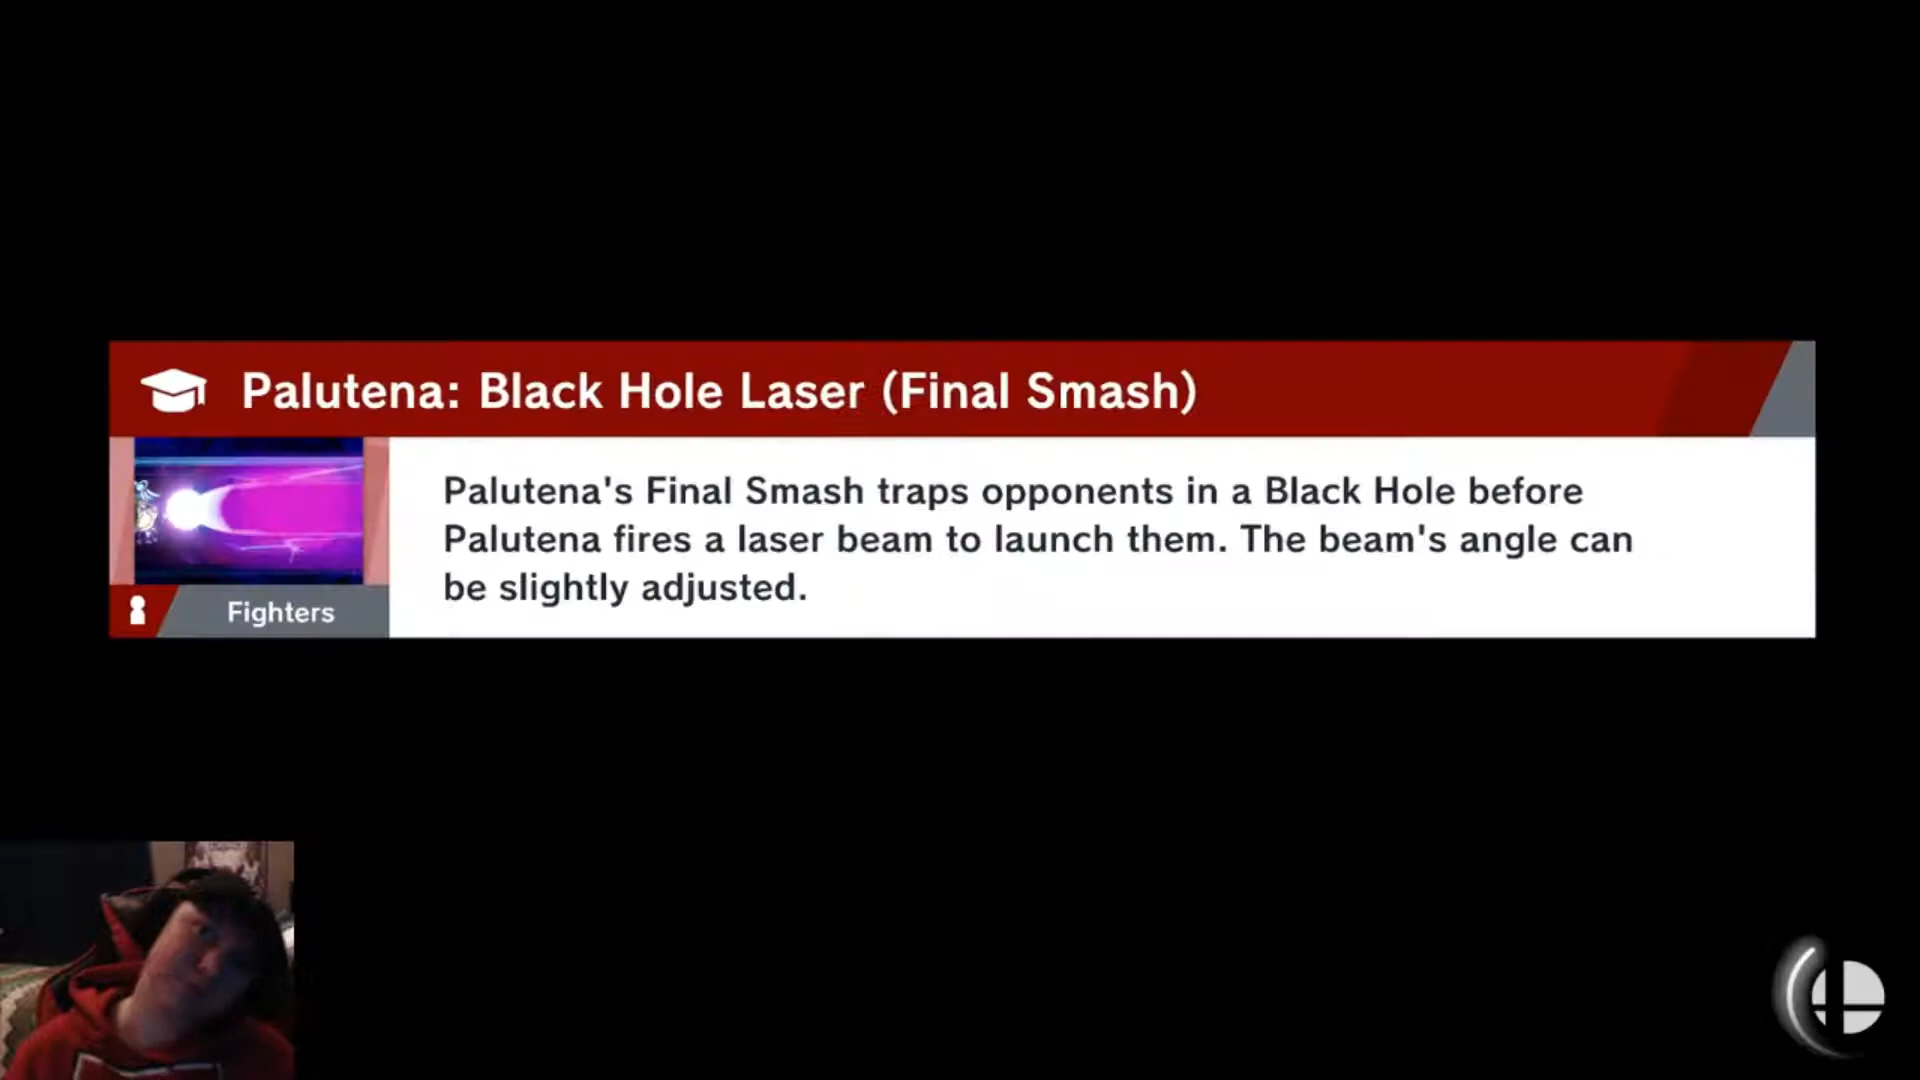 Palutena: Black Hole Laser (Final Smash)
Palutena's Final Smash traps opponents in a Black Hole before
Palutena fires a laser beam to launch them. The beam's angle can
be slightly adjusted.
Fighters